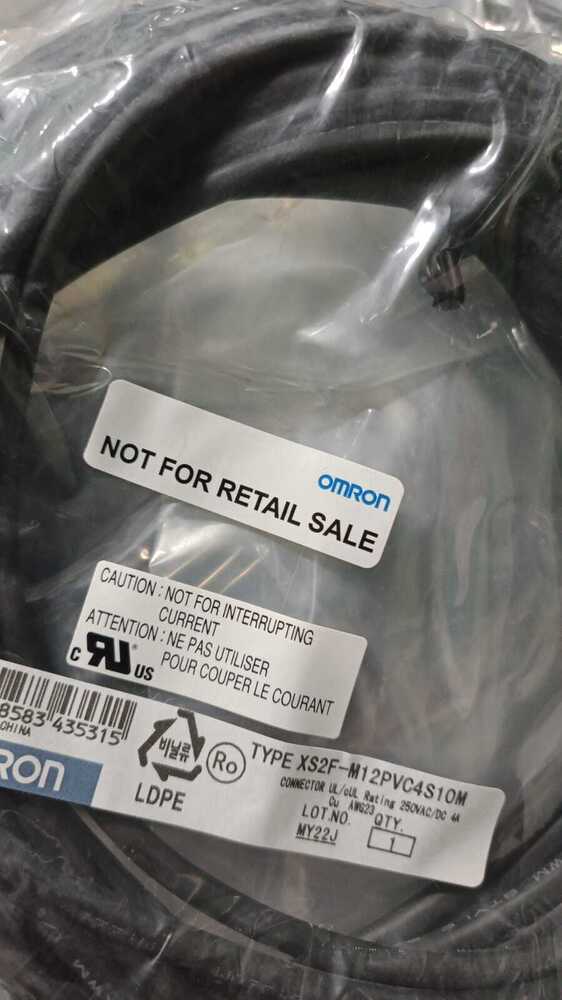 OMRON
NOT FOR RETAIL SALE
CAUTION : NOT FOR INTERRUPTING
CURRENT
ATTENTION : NE PAS UTILISER
POUR COUPER LE COURANT
C RU ® US
8583 435315
CHINA
RON
비닐류
LDPE
Ro
TYPE XS2F-M12PVC4S10M
CONNECTOR UL/cUL Rating 250VAC/DC 4A
Cu AWG23
LOT.NO. QTY.
MY22J 1